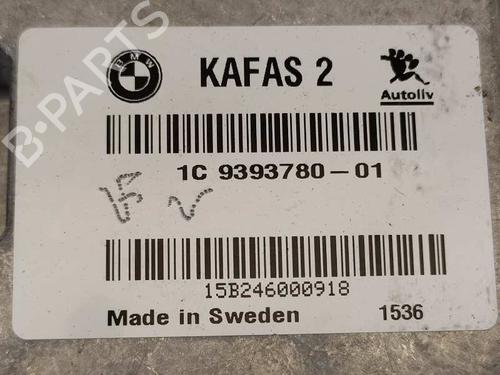 B-PARTS
BMW
KAFAS 2
Autoliv
1C 9393780-01
15B246000918
Made in Sweden 1536